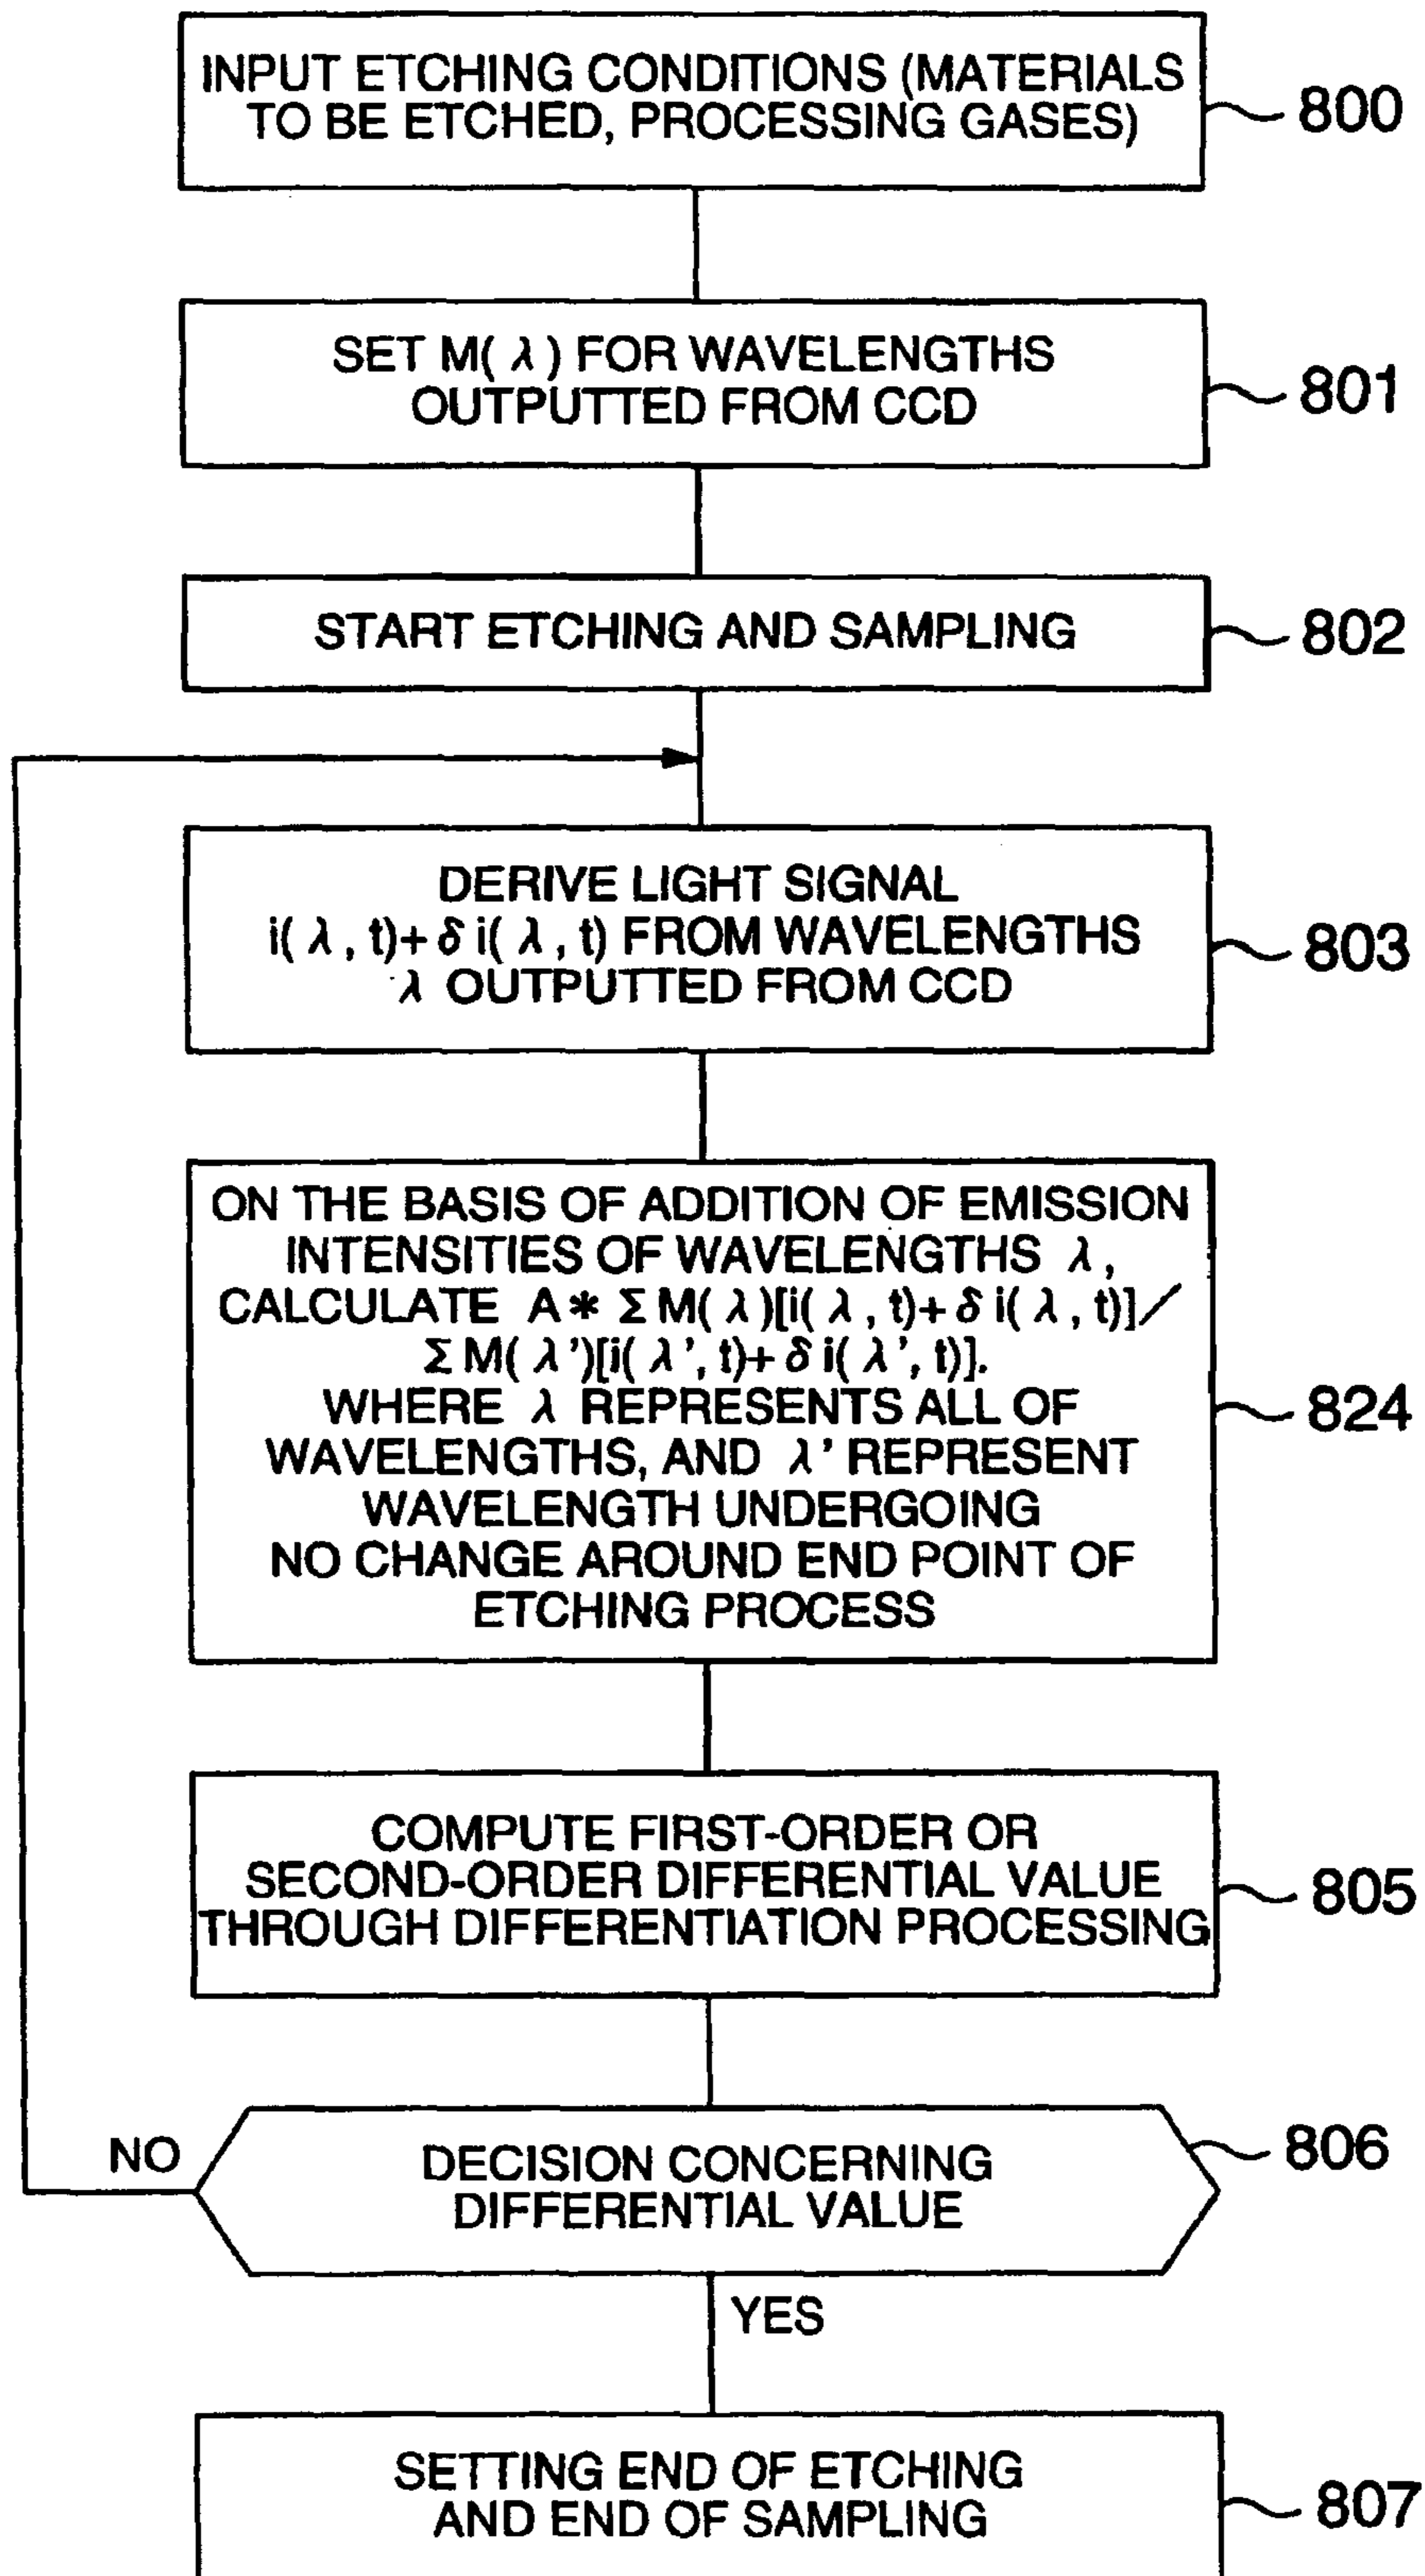 INPUT ETCHING CONDITIONS (MATERIALS
TO BE ETCHED, PROCESSING GASES)
800
SET M( λ ) FOR WAVELENGTHS
OUTPUTTED FROM CCD
801
START ETCHING AND SAMPLING
802
DERIVE LIGHT SIGNAL
i( λ , t)+ δ i( λ , t) FROM WAVELENGTHS
λ OUTPUTTED FROM CCD
803
ON THE BASIS OF ADDITION OF EMISSION
INTENSITIES OF WAVELENGTHS λ ,
CALCULATE A * Σ M( λ )[i( λ , t)+ δ i( λ , t)]/
Σ M( λ')[i( λ', t)+ δ i( λ', t)].
WHERE λ REPRESENTS ALL OF
WAVELENGTHS, AND λ' REPRESENT
WAVELENGTH UNDERGOING
NO CHANGE AROUND END POINT OF
ETCHING PROCESS
824
COMPUTE FIRST-ORDER OR
SECOND-ORDER DIFFERENTIAL VALUE
THROUGH DIFFERENTIATION PROCESSING
805
NO
DECISION CONCERNING
DIFFERENTIAL VALUE
806
YES
SETTING END OF ETCHING
AND END OF SAMPLING
807